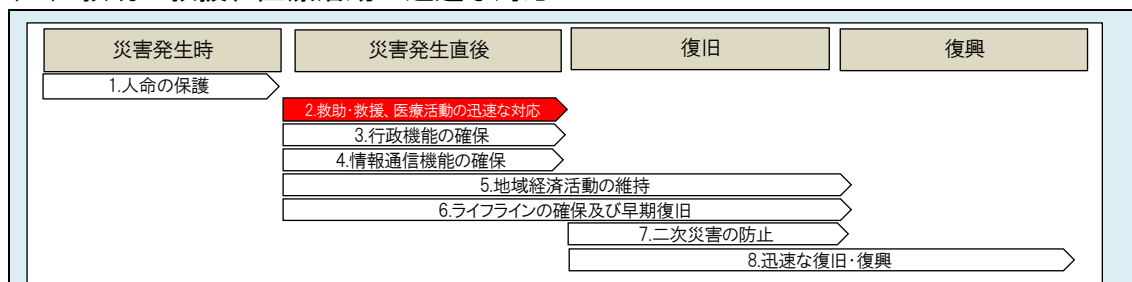 災害発生時
災害発生直後
復旧
復興
1.人命の保護
2.救助・救援、医療活動の迅速な対応
3.行政機能の確保
4.情報通信機能の確保
5.地域経済活動の維持
6.ライフラインの確保及び早期復旧
7.二次災害の防止
8.迅速な復旧・復興